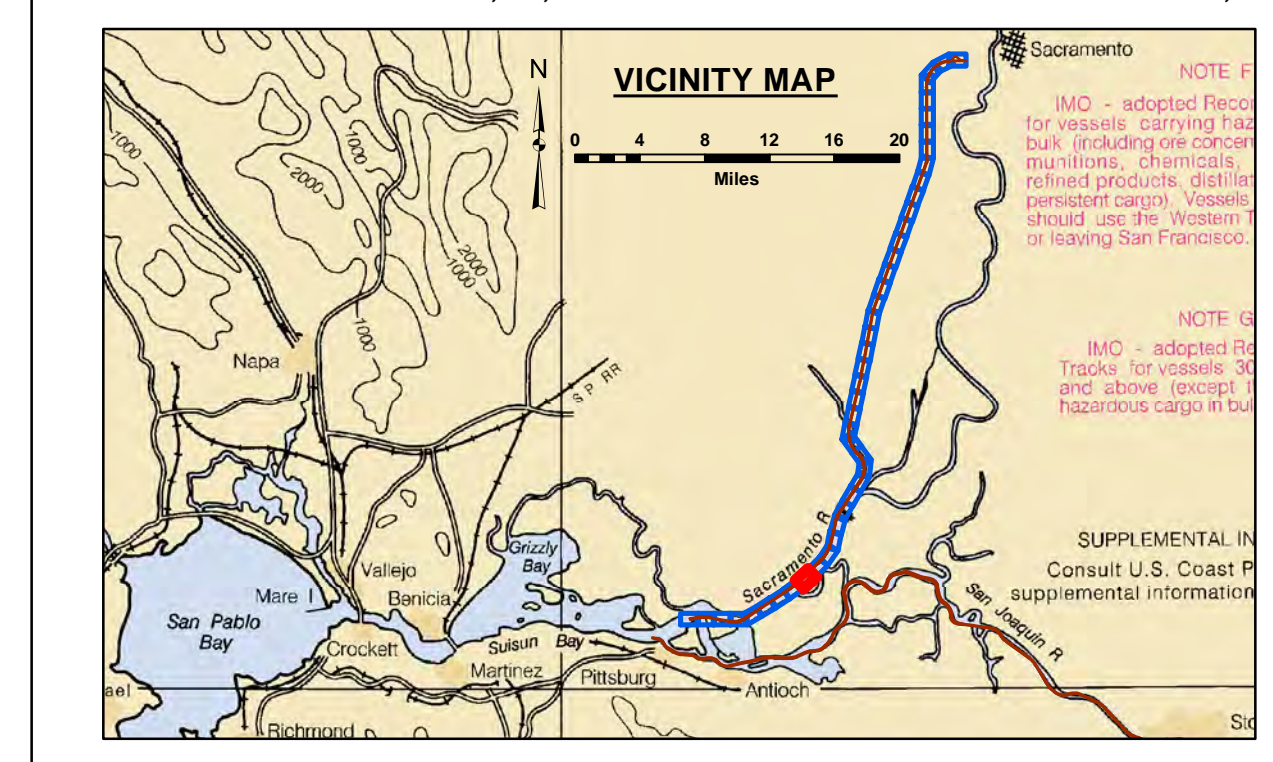 Sacramento
N
VICINITY MAP
NOTE F
0 4 8 12 16 20
Miles
IMO - adopted Recor
for vessels carrying haz
bulk (including ore concen
munitions, chemicals,
refined products, distillat
persistent cargo). Vessels
should use the Western T
or leaving San Francisco.
1000
1000
2000
2000
1000
1000
NOTE G
IMO - adopted Re
Tracks for vessels 30
and above (except t
hazardous cargo in bul
Napa
S P RR
Sacramento R
SUPPLEMENTAL IN
Consult U.S. Coast P
supplemental information
Grizzly
Bay
Vallejo
Mare I
Benicia
San Pablo
Bay
Crockett
Suisun Bay
Martinez
Pittsburg
Antioch
San Joaquin R
ael
Richmond
Sto